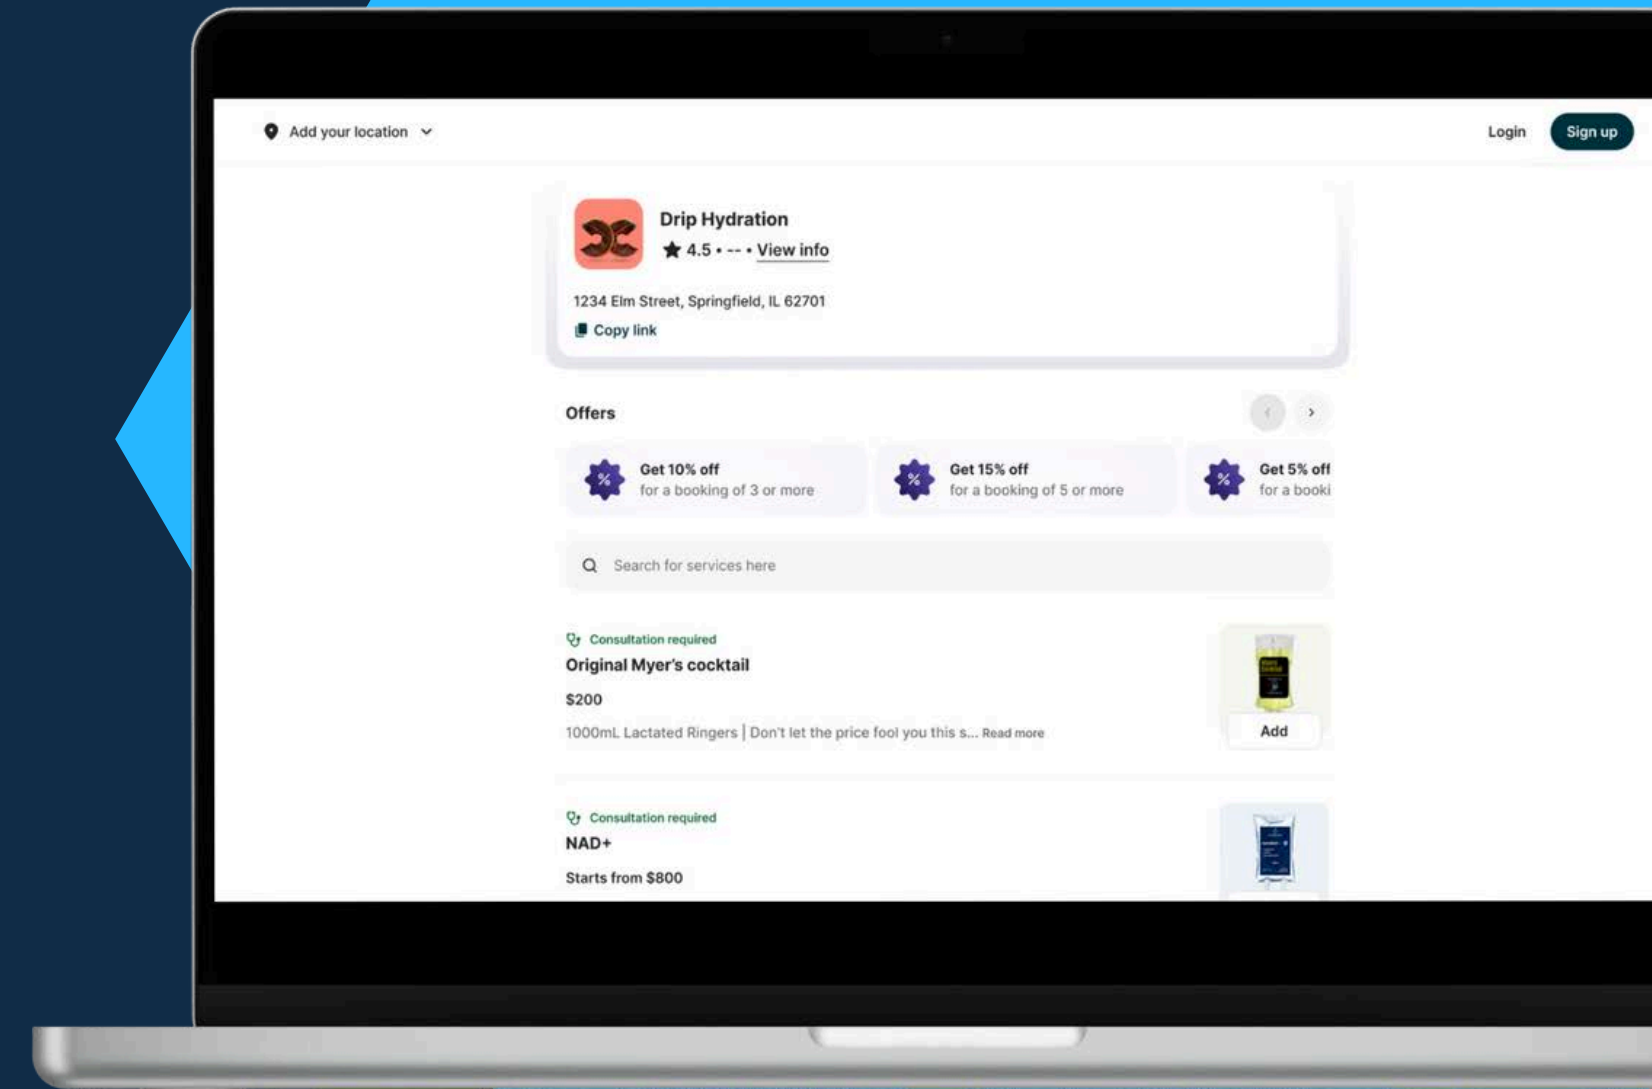 Add your location
Login
Sign up
Drip Hydration
4.5 • -- • View info
1234 Elm Street, Springfield, IL 62701
Copy link
Offers
Get 10% off
for a booking of 3 or more
Get 15% off
for a booking of 5 or more
Get 5% off
for a booki
Search for services here
Consultation required
Original Myer's cocktail
$200
1000mL Lactated Ringers | Don't let the price fool you this s... Read more
Add
Consultation required
NAD+
Starts from $800